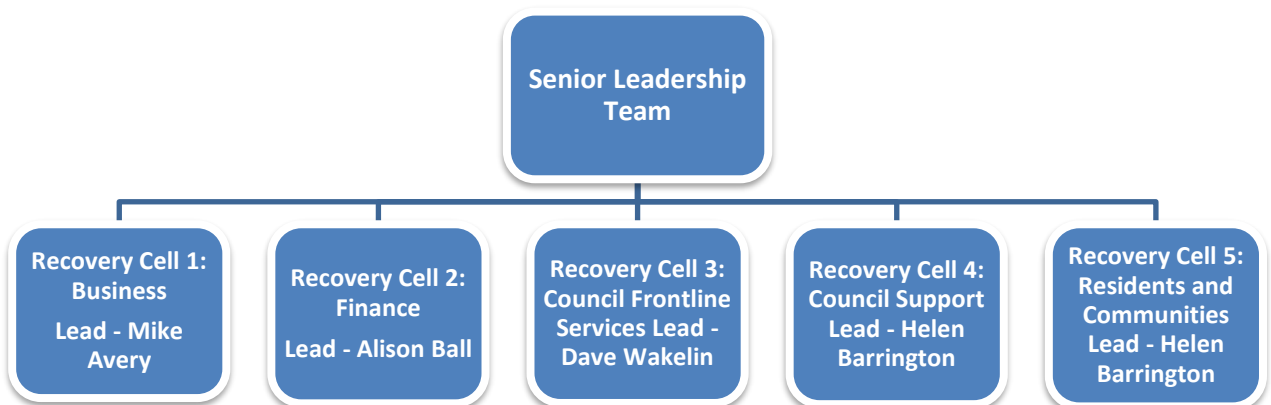 Senior Leadership
Team
Recovery Cell 1:
Business
Lead - Mike
Avery
Recovery Cell 2:
Finance
Lead - Alison Ball
Recovery Cell 3:
Council Frontline
Services Lead -
Dave Wakelin
Recovery Cell 4:
Council Support
Lead - Helen
Barrington
Recovery Cell 5:
Residents and
Communities
Lead - Helen
Barrington